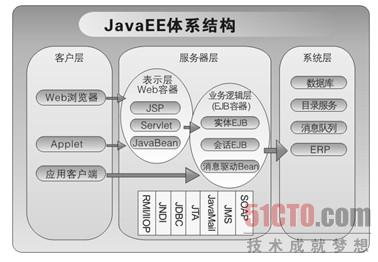 JavaEE体系结构
客户层
Web浏览器
Applet
应用客户端
服务器层
表示层
Web容器
JSP
Servlet
JavaBean
业务逻辑层
(EJB容器)
实体EJB
会话EJB
消息驱动Bean
RMI/IIOP
JNDI
JDBC
JTA
JavaMail
JMS
SOAP
系统层
数据库
目录服务
消息队列
ERP
51CTO.com
技术成就梦想